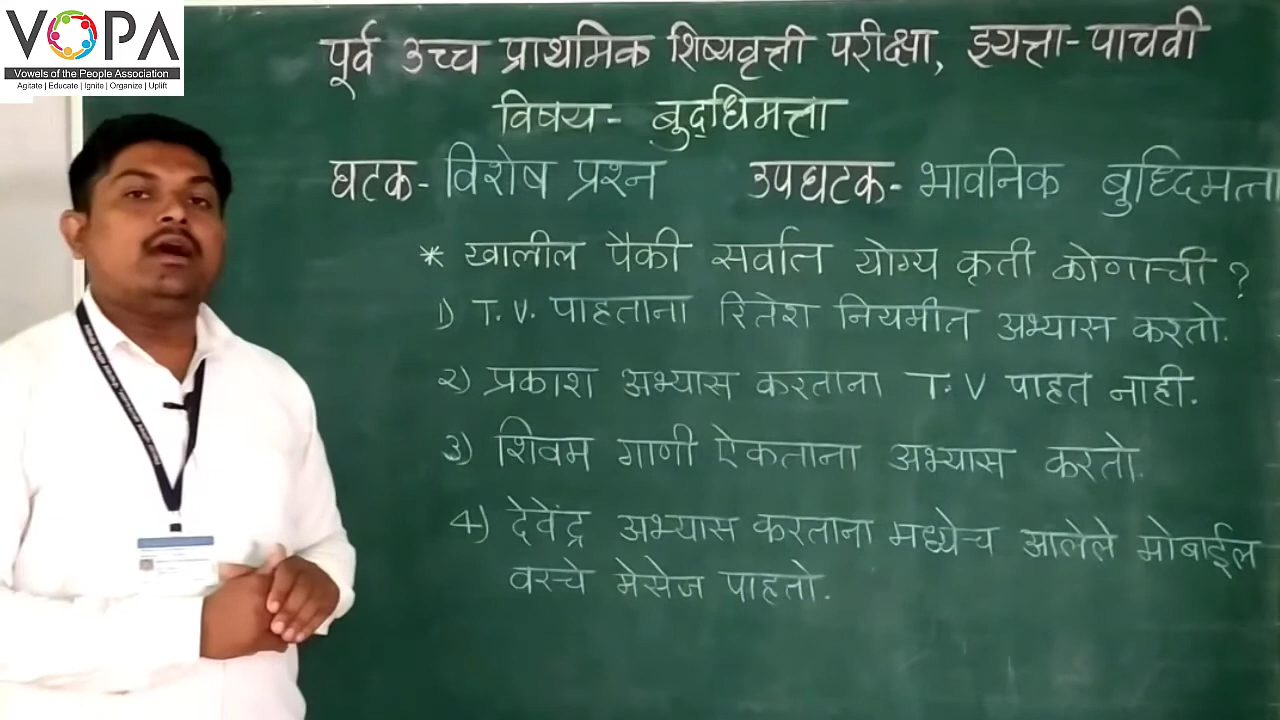 VOPA
Vowels of the People Association
Agitate | Educate | Ignite | Organize | Uplift
पूर्व उच्च प्राथमिक शिष्यवृत्ती परीक्षा, इयत्ता - पाचवी
विषय - बुद्धिमत्ता
घटक - विशेष प्रश्न उपघटक - भावनिक बुध्दिमत्ता
* खालील पैकी सर्वात योग्य कृती कोणाची ?
1) T.V. पाहताना रितेश नियमीत अभ्यास करतो.
२) प्रकाश अभ्यास करताना T.V पाहत नाही.
3) शिवम गाणी ऐकताना अभ्यास करतो.
4) देवेंद्र अभ्यास करताना मध्येच आलेले मोबाईल
वरचे मेसेज पाहतो.